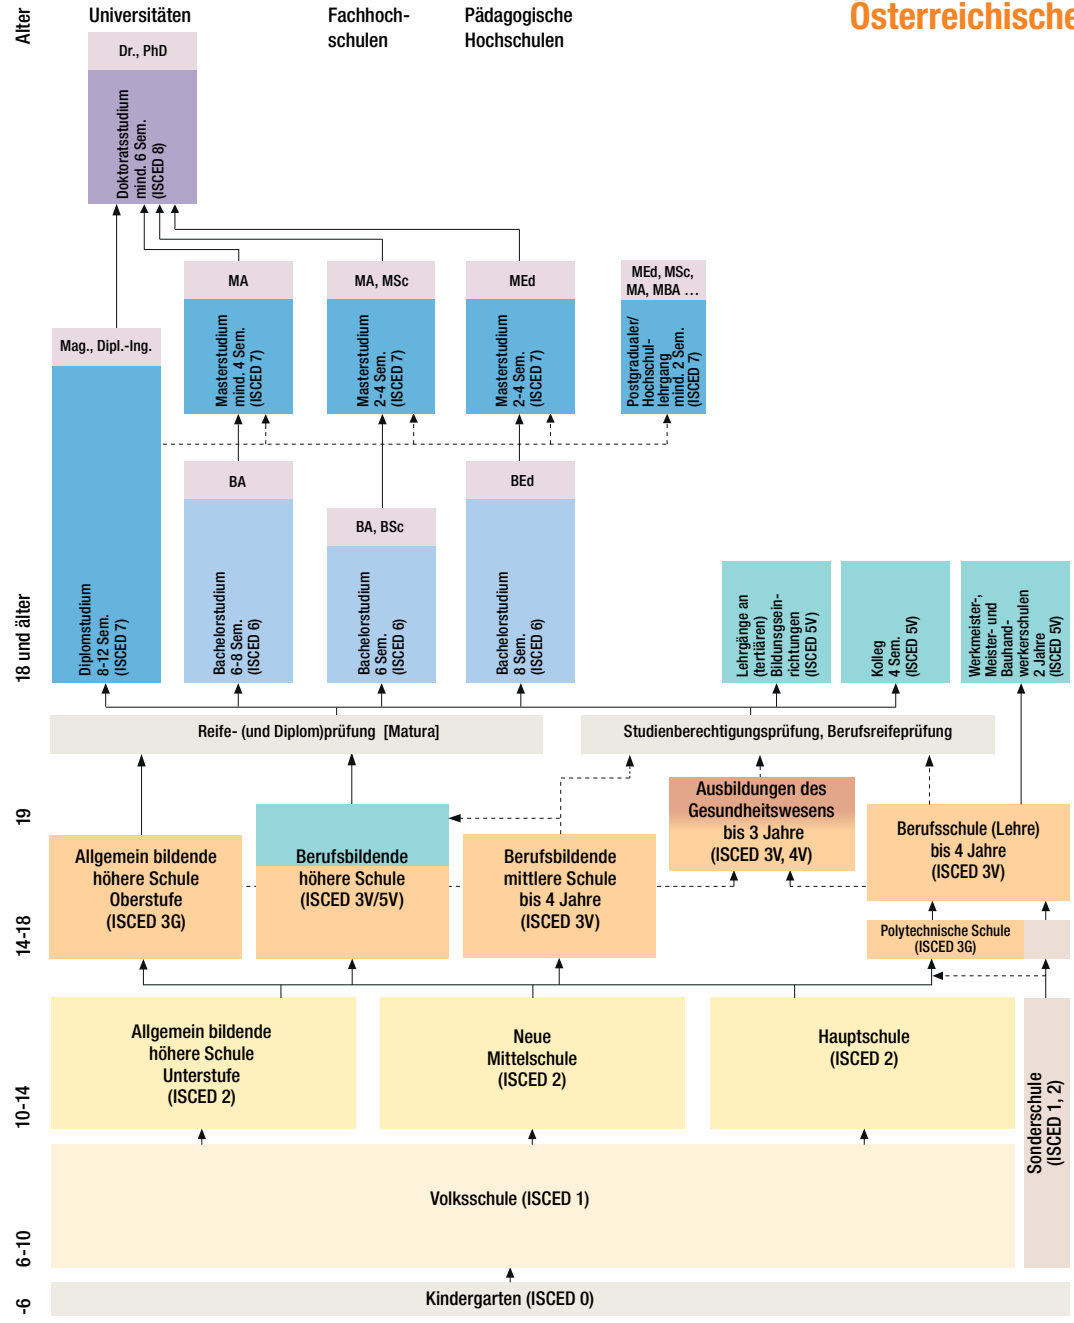 Alter
Universitäten
Fachhoch-
schulen
Pädagogische
Hochschulen
Österreichische
Dr., PhD
Doktoratsstudium
mind. 6 Sem.
(ISCED 8)
MA
MA, MSc
MEd
MEd, MSc,
MA, MBA …
Mag., Dipl.-Ing.
Masterstudium
mind. 4 Sem.
(ISCED 7)
Masterstudium
2-4 Sem.
(ISCED 7)
Masterstudium
2-4 Sem.
(ISCED 7)
Postgradualer/
Hochschul-
lehrgang
mind. 2 Sem.
(ISCED 7)
BA
BA, BSc
BEd
18 und älter
Diplomstudium
8-12 Sem.
(ISCED 7)
Bachelorstudium
6-8 Sem.
(ISCED 6)
Bachelorstudium
6 Sem.
(ISCED 6)
Bachelorstudium
8 Sem.
(ISCED 6)
Lehrgänge an
(tertiären)
Bildunsgsein-
richtungen
(ISCED 5V)
Kolleg
4 Sem.
(ISCED 5V)
Werkmeister-,
Meister- und
Bauhand-
werkerschulen
2 Jahre
(ISCED 5V)
Reife- (und Diplom)prüfung [Matura]
Studienberechtigungsprüfung, Berufsreifeprüfung
19
Ausbildungen des
Gesundheitswesens
bis 3 Jahre
(ISCED 3V, 4V)
Berufsschule (Lehre)
bis 4 Jahre
(ISCED 3V)
14-18
Allgemein bildende
höhere Schule
Oberstufe
(ISCED 3G)
Berufsbildende
höhere Schule
(ISCED 3V/5V)
Berufsbildende
mittlere Schule
bis 4 Jahre
(ISCED 3V)
Polytechnische Schule
(ISCED 3G)
10-14
Allgemein bildende
höhere Schule
Unterstufe
(ISCED 2)
Neue
Mittelschule
(ISCED 2)
Hauptschule
(ISCED 2)
Sonderschule
(ISCED 1, 2)
6-10
Volksschule (ISCED 1)
-6
Kindergarten (ISCED 0)